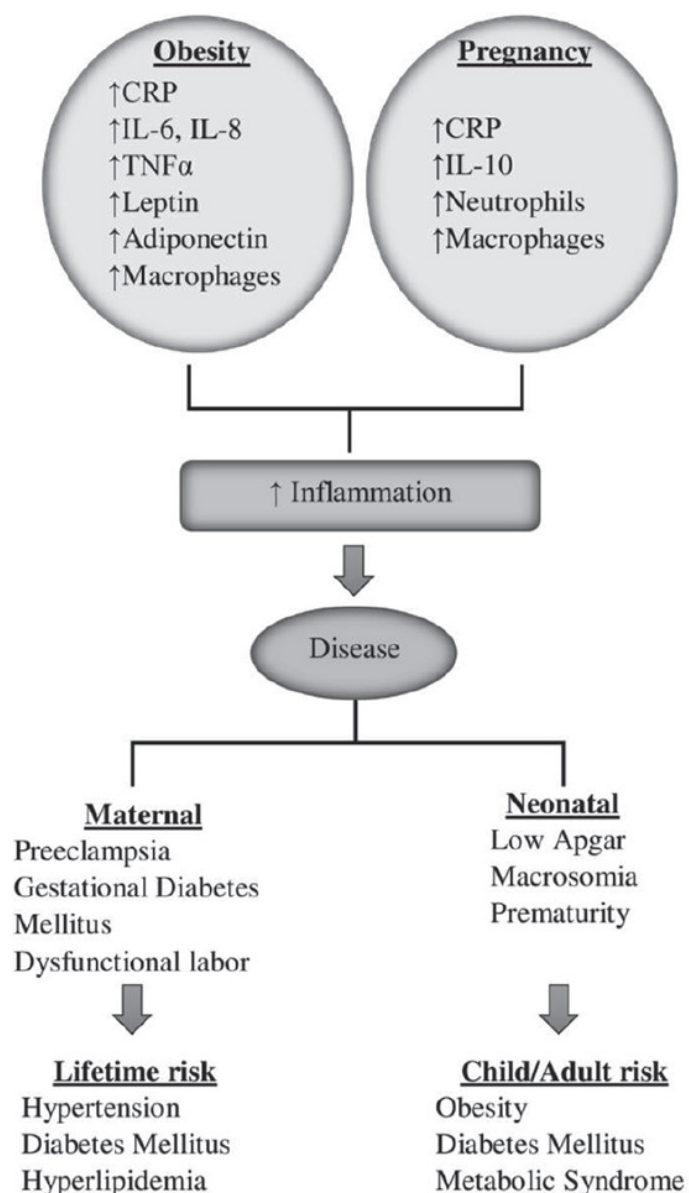 Obesity
↑CRP
↑IL-6, IL-8
↑TNFα
↑Leptin
↑Adiponectin
↑Macrophages
Pregnancy
↑CRP
↑IL-10
↑Neutrophils
↑Macrophages
↑ Inflammation
Disease
Maternal
Preeclampsia
Gestational Diabetes
Mellitus
Dysfunctional labor
Neonatal
Low Apgar
Macrosomia
Prematurity
Lifetime risk
Hypertension
Diabetes Mellitus
Hyperlipidemia
Child/Adult risk
Obesity
Diabetes Mellitus
Metabolic Syndrome